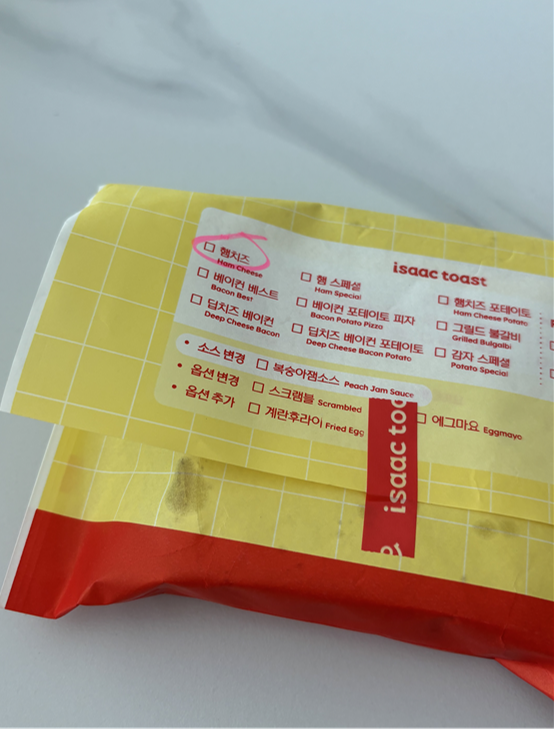 isaac toast
햄치즈
Ham Cheese
베이컨 베스트
Bacon Best
딥치즈 베이컨
Deep Cheese Bacon
햄 스페셜
Ham Special
베이컨 포테이토 피자
Bacon Potato Pizza
딥치즈 베이컨 포테이토
Deep Cheese Bacon Potato
햄치즈 포테이토
Ham Cheese Potato
그릴드 불갈비
Grilled Bulgalbi
감자 스페셜
Potato Special
• 소스 변경 복숭아잼소스 Peach Jam Sauce
• 옵션 변경 스크램블 Scrambled
• 옵션 추가 계란후라이 Fried Egg 에그마요 Eggmayo
isaac toa